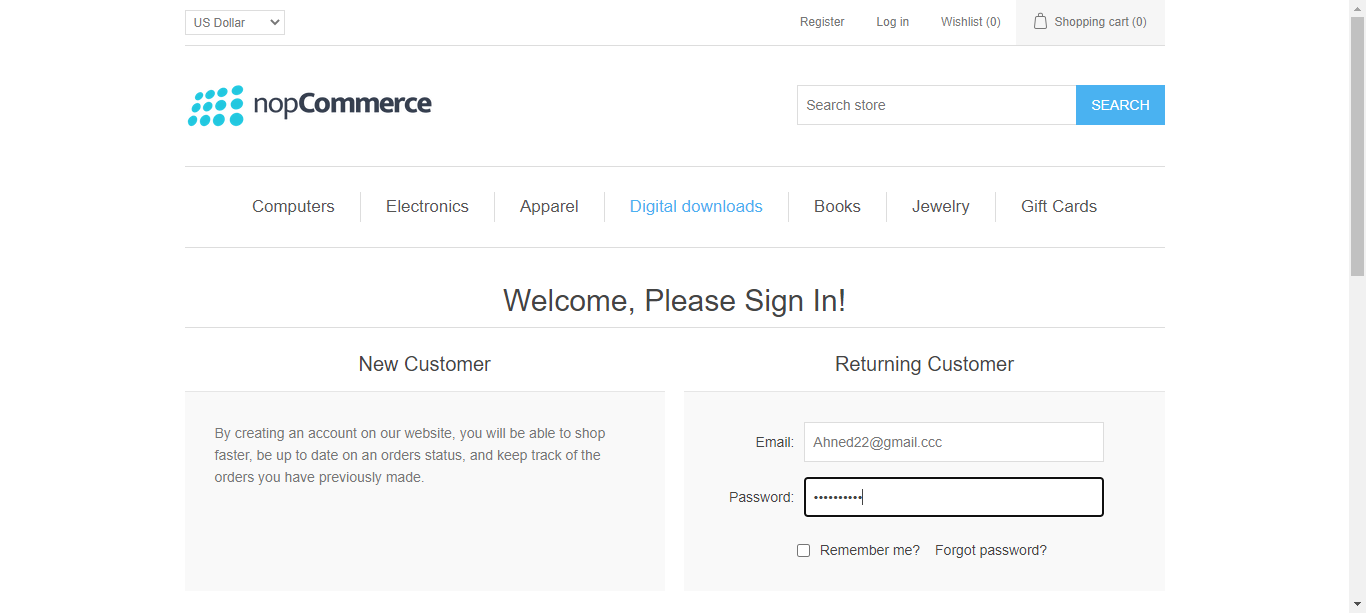 US Dollar Register Log in Wishlist (0) Shopping cart (0)
nopCommerce Search store SEARCH
Computers Electronics Apparel Digital downloads Books Jewelry Gift Cards
Welcome, Please Sign In!
New Customer
By creating an account on our website, you will be able to shop
faster, be up to date on an orders status, and keep track of the
orders you have previously made.
Returning Customer
Email: Ahned22@gmail.ccc
Password: ••••••••••
Remember me? Forgot password?